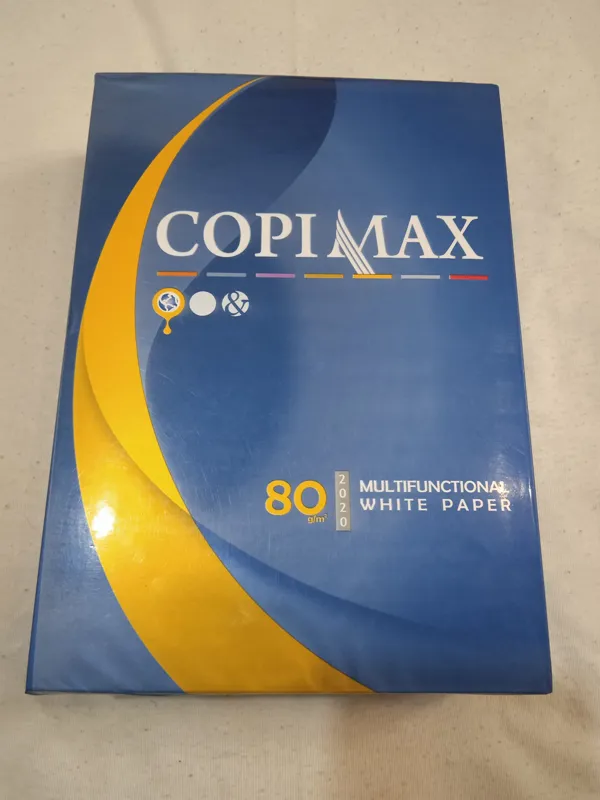 COPIMAX
&
80
g/m²
2020
MULTIFUNCTIONAL
WHITE PAPER